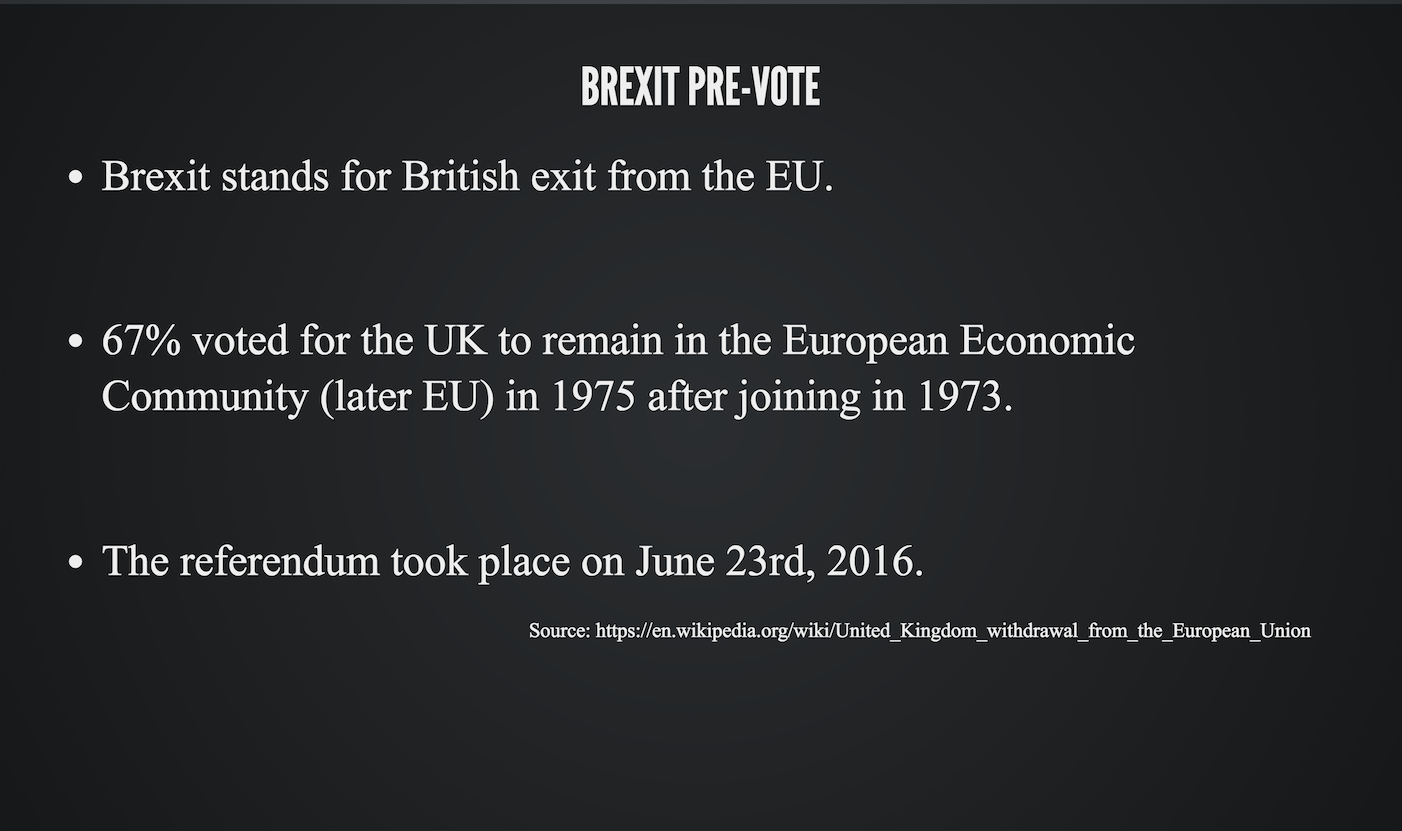 BREXIT PRE-VOTE
• Brexit stands for British exit from the EU.
• 67% voted for the UK to remain in the European Economic
Community (later EU) in 1975 after joining in 1973.
• The referendum took place on June 23rd, 2016.
Source: https://en.wikipedia.org/wiki/United_Kingdom_withdrawal_from_the_European_Union